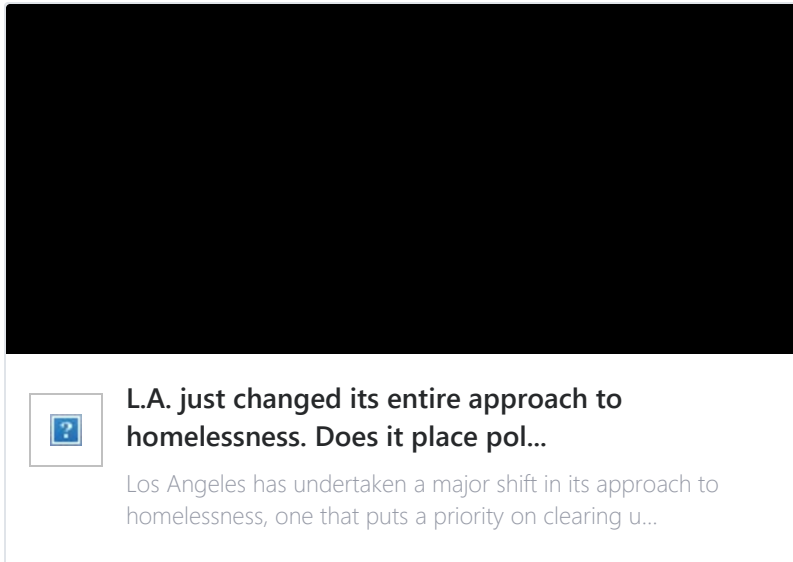 L.A. just changed its entire approach to
homelessness. Does it place pol...
Los Angeles has undertaken a major shift in its approach to
homelessness, one that puts a priority on clearing u...